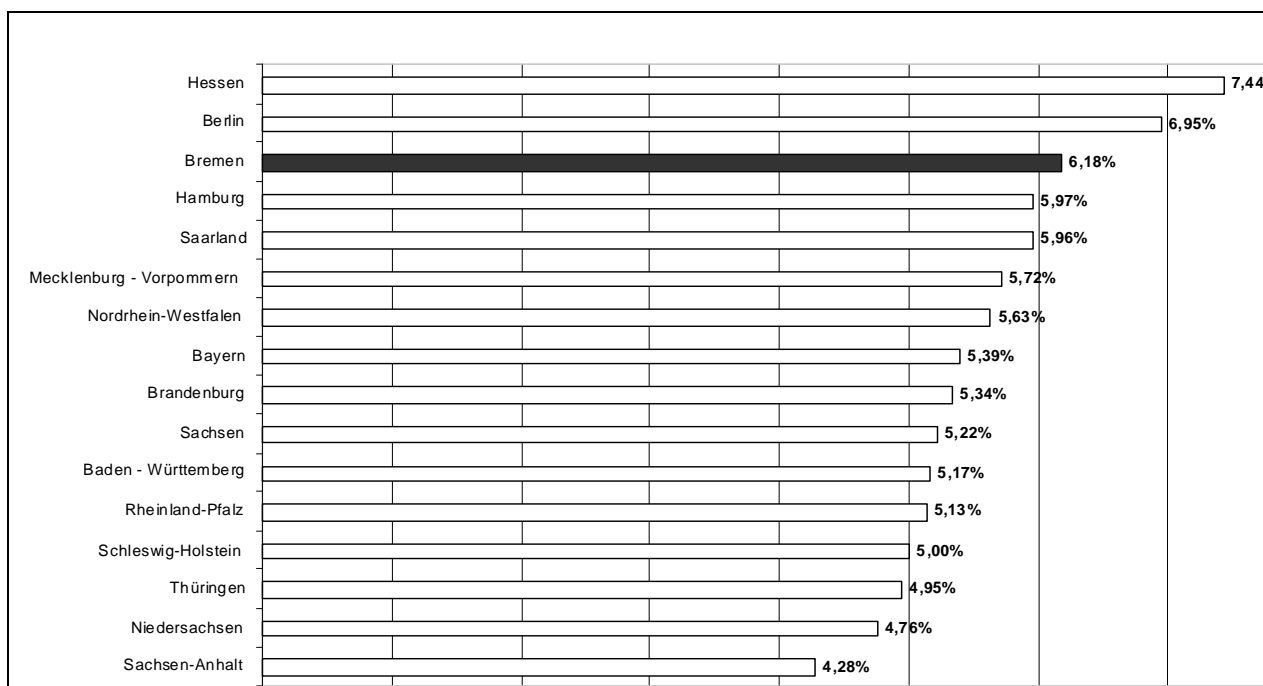 Hessen 7,44
Berlin 6,95%
Bremen 6,18%
Hamburg 5,97%
Saarland 5,96%
Mecklenburg - Vorpommern 5,72%
Nordrhein-Westfalen 5,63%
Bayern 5,39%
Brandenburg 5,34%
Sachsen 5,22%
Baden - Württemberg 5,17%
Rheinland-Pfalz 5,13%
Schleswig-Holstein 5,00%
Thüringen 4,95%
Niedersachsen 4,76%
Sachsen-Anhalt 4,28%